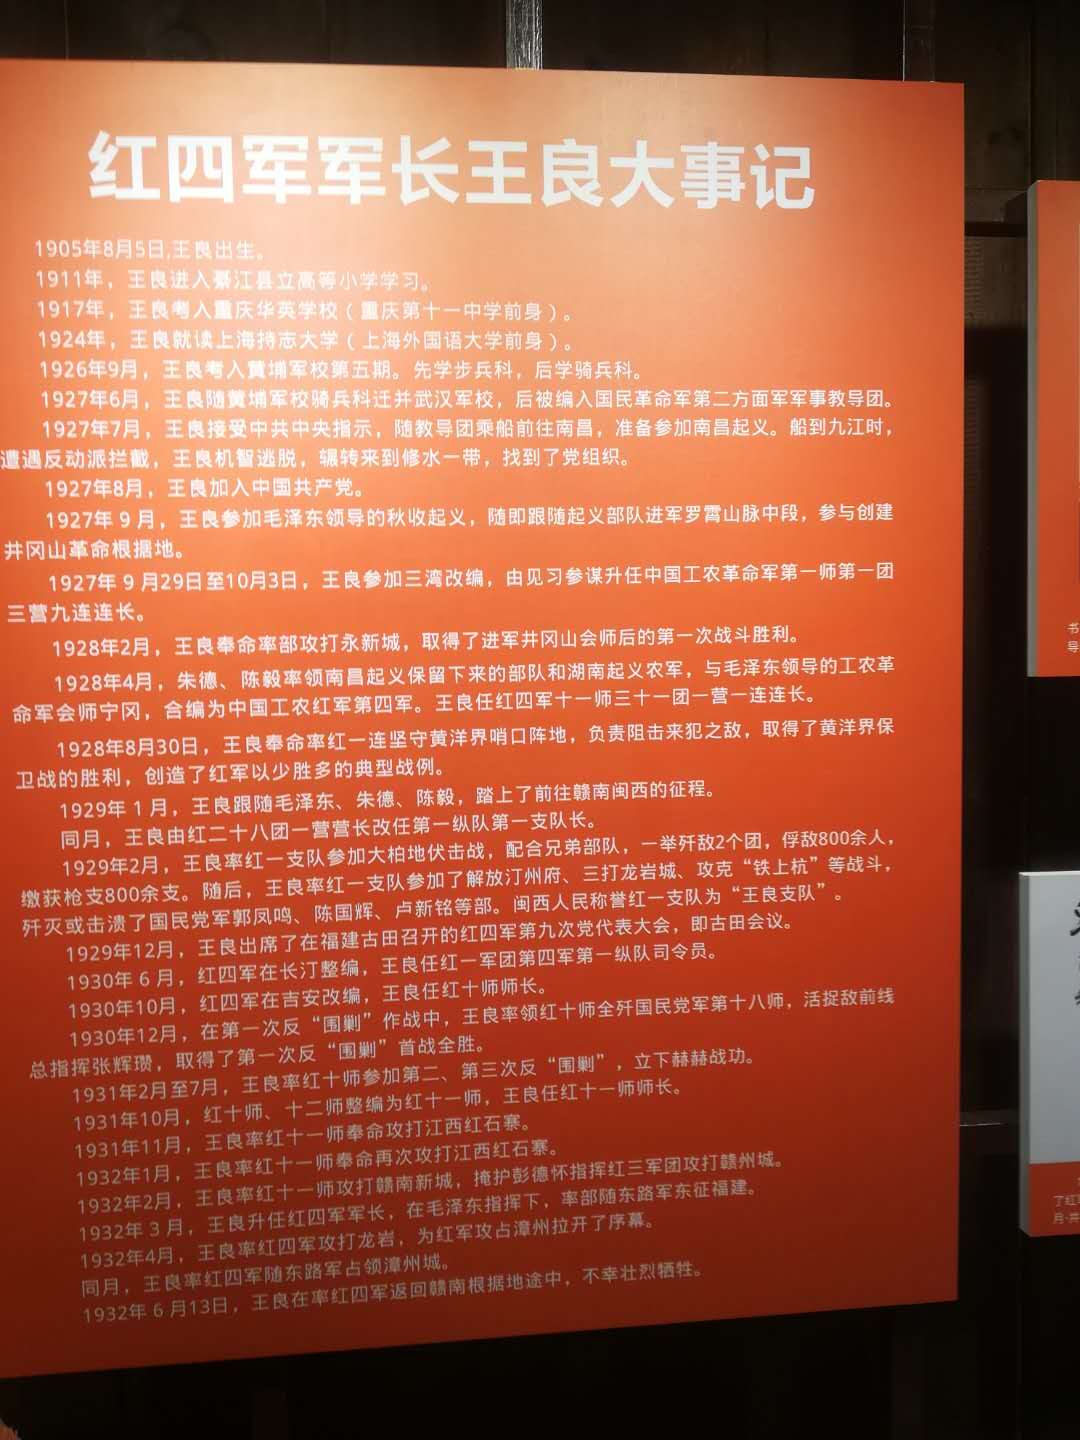 红四军军长王良大事记
1905年8月5日,王良出生。
1911年，王良进入綦江县立高等小学学习。
1917年，王良考入重庆华英学校（重庆第十一中学前身）。
1924年，王良就读上海持志大学（上海外国语大学前身）。
1926年9月，王良考入黄埔军校第五期。先学步兵科，后学骑兵科。
1927年6月，王良随黄埔军校骑兵科迁并武汉军校，后被编入国民革命军第二方面军军事教导团。
1927年7月，王良接受中共中央指示，随教导团乘船前往南昌，准备参加南昌起义。船到九江时，
遭遇反动派拦截，王良机智逃脱，辗转来到修水一带，找到了党组织。
1927年8月，王良加入中国共产党。
1927年 9 月，王良参加毛泽东领导的秋收起义，随即跟随起义部队进军罗霄山脉中段，参与创建
井冈山革命根据地。
1927年 9 月29日至10月3日，王良参加三湾改编，由见习参谋升任中国工农革命军第一师第一团
三营九连连长。
1928年2月，王良奉命率部攻打永新城，取得了进军井冈山会师后的第一次战斗胜利。
1928年4月，朱德、陈毅率领南昌起义保留下来的部队和湖南起义农军，与毛泽东领导的工农革
命军会师宁冈，合编为中国工农红军第四军。王良任红四军十一师三十一团一营一连连长。
1928年8月30日，王良奉命率红一连坚守黄洋界哨口阵地，负责阻击来犯之敌，取得了黄洋界保
卫战的胜利，创造了红军以少胜多的典型战例。
1929年 1 月，王良跟随毛泽东、朱德、陈毅，踏上了前往赣南闽西的征程。
同月，王良由红二十八团一营营长改任第一纵队第一支队长。
1929年2月，王良率红一支队参加大柏地伏击战，配合兄弟部队，一举歼敌2个团，俘敌800余人，
缴获枪支800余支。随后，王良率红一支队参加了解放汀州府、三打龙岩城、攻克“铁上杭”等战斗，
歼灭或击溃了国民党军郭凤鸣、陈国辉、卢新铭等部。闽西人民称誉红一支队为“王良支队”。
1929年12月，王良出席了在福建古田召开的红四军第九次党代表大会，即古田会议。
1930年 6 月，红四军在长汀整编，王良任红一军团第四军第一纵队司令员。
1930年10月，红四军在吉安改编，王良任红十师师长。
1930年12月，在第一次反“围剿”作战中，王良率领红十师全歼国民党军第十八师，活捉敌前线
总指挥张辉瓒，取得了第一次反“围剿”首战全胜。
1931年2月至7月，王良率红十师参加第二、第三次反“围剿”，立下赫赫战功。
1931年10月，红十师、十二师整编为红十一师，王良任红十一师师长。
1931年11月，王良率红十一师奉命攻打江西红石寨。
1932年1月，王良率红十一师奉命再次攻打江西红石寨。
1932年2月，王良率红十一师攻打赣南新城，掩护彭德怀指挥红三军团攻打赣州城。
1932年 3 月，王良升任红四军军长，在毛泽东指挥下，率部随东路军东征福建。
1932年4月，王良率红四军攻打龙岩，为红军攻占漳州拉开了序幕。
同月，王良率红四军随东路军占领漳州城。
1932年 6 月13日，王良在率红四军返回赣南根据地途中，不幸壮烈牺牲。
书
导
了红
月·